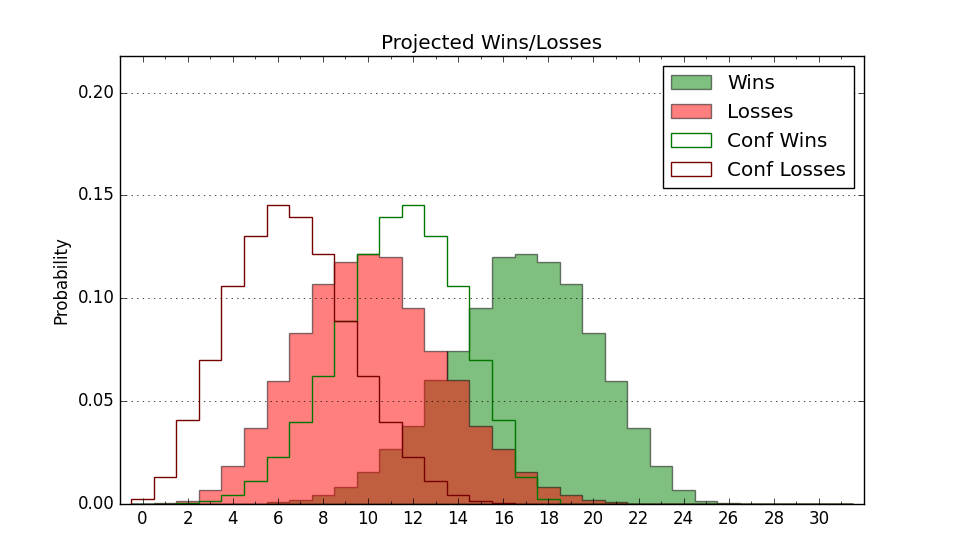 Projected Wins/Losses
Wins
Losses
Conf Wins
Conf Losses
Probability
0.20
0.15
0.10
0.05
0.00
0 2 4 6 8 10 12 14 16 18 20 22 24 26 28 30